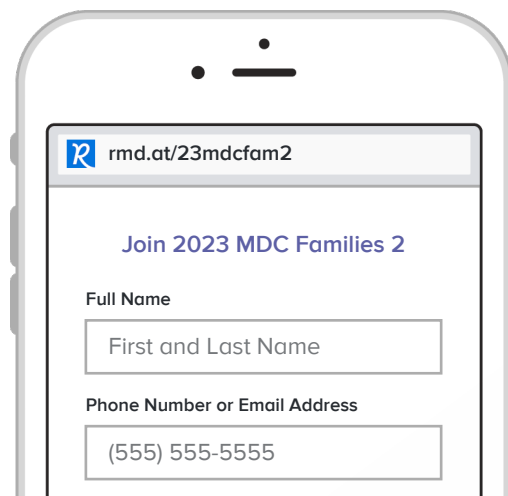 rmd.at/23mdcfam2
Join 2023 MDC Families 2
Full Name
First and Last Name
Phone Number or Email Address
(555) 555-5555